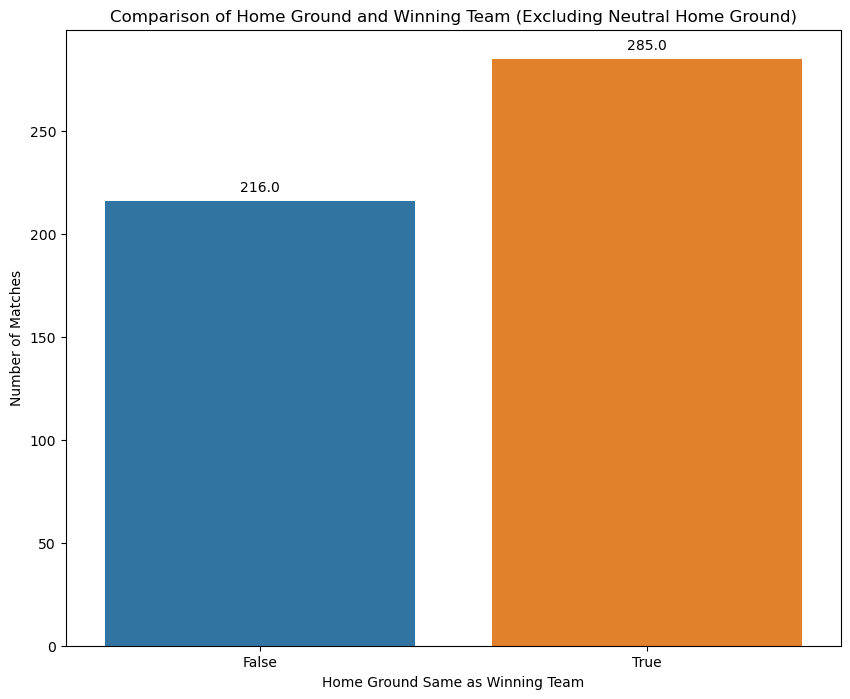 Comparison of Home Ground and Winning Team (Excluding Neutral Home Ground)
285.0
216.0
250
200
150
100
50
0
Number of Matches
False
True
Home Ground Same as Winning Team